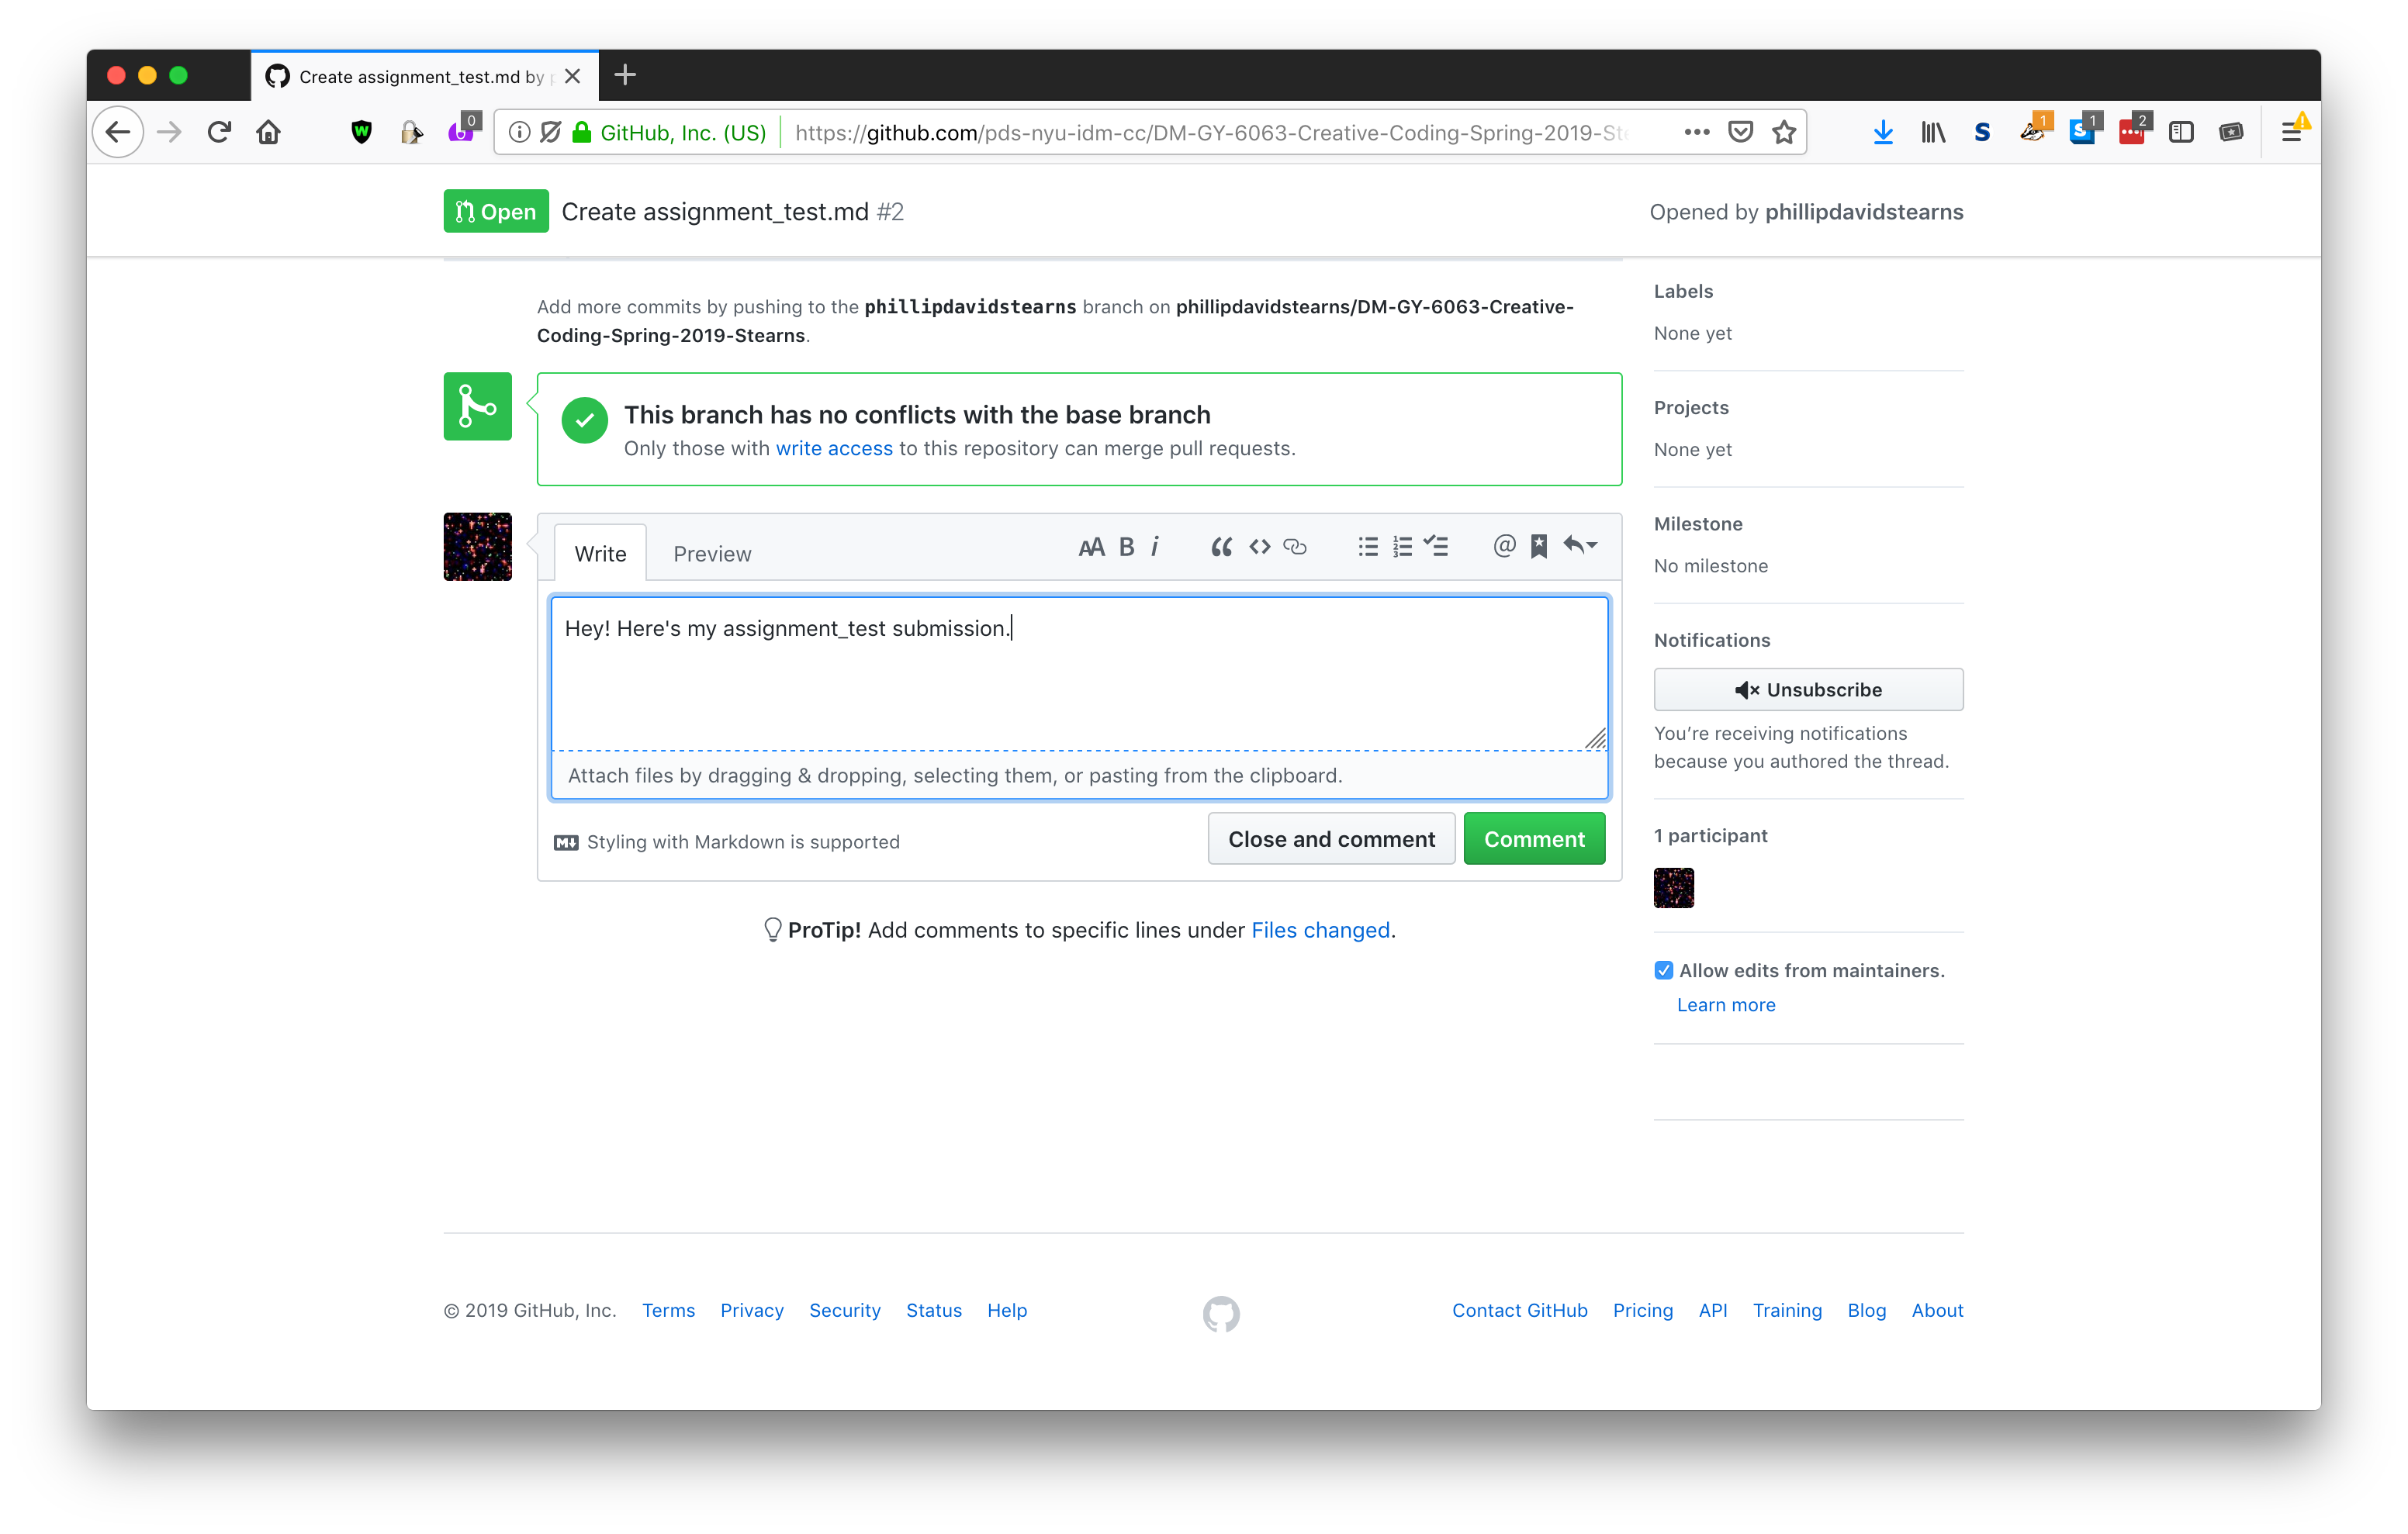 Create assignment_test.md by
0
GitHub, Inc. (US)
https://github.com/pds-nyu-idm-cc/DM-GY-6063-Creative-Coding-Spring-2019-St
W
S
1
S
1
2
Open
Create assignment_test.md #2
Opened by phillipdavidstearns
Add more commits by pushing to the phillipdavidstearns branch on phillipdavidstearns/DM-GY-6063-Creative-
Coding-Spring-2019-Stearns.
This branch has no conflicts with the base branch
Only those with write access to this repository can merge pull requests.
Write
Preview
AA B i
Hey! Here's my assignment_test submission.
Attach files by dragging & dropping, selecting them, or pasting from the clipboard.
M Styling with Markdown is supported
Close and comment
Comment
ProTip! Add comments to specific lines under Files changed.
Labels
None yet
Projects
None yet
Milestone
No milestone
Notifications
Unsubscribe
You’re receiving notifications
because you authored the thread.
1 participant
Allow edits from maintainers.
Learn more
© 2019 GitHub, Inc.
Terms
Privacy
Security
Status
Help
Contact GitHub
Pricing
API
Training
Blog
About